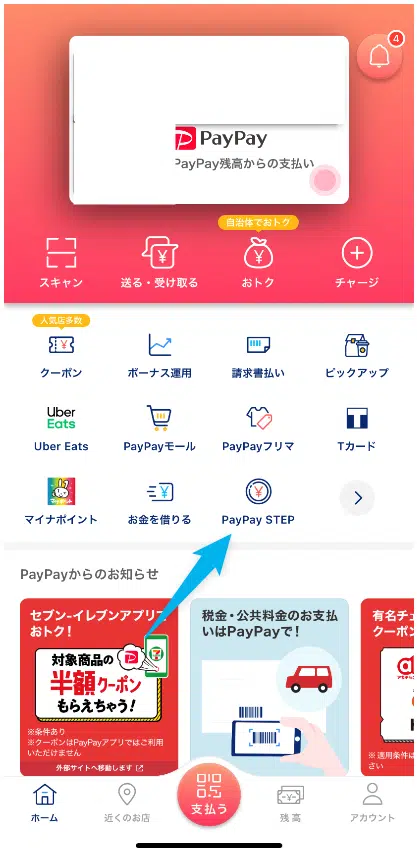 4
PayPay
PayPay残高からの支払い
自治体でおトク
スキャン
送る・受け取る
おトク
チャージ
人気店多数
クーポン
ボーナス運用
請求書払い
ピックアップ
Uber
Eats
Uber Eats
PayPayモール
PayPayフリマ
Tカード
マイナポイント
お金を借りる
PayPay STEP
PayPayからのお知らせ
セブン-イレブンアプリで
おトク！
対象商品の
半額クーポン
もらえちゃう！
※条件あり
※クーポンはPayPayアプリではご利用
いただけません
外部サイトへ移動します
税金・公共料金のお支払
いはPayPayで！
有名チェ
クーポン
※ 適用条件は
さい
ホーム
近くのお店
支払う
残高
アカウント